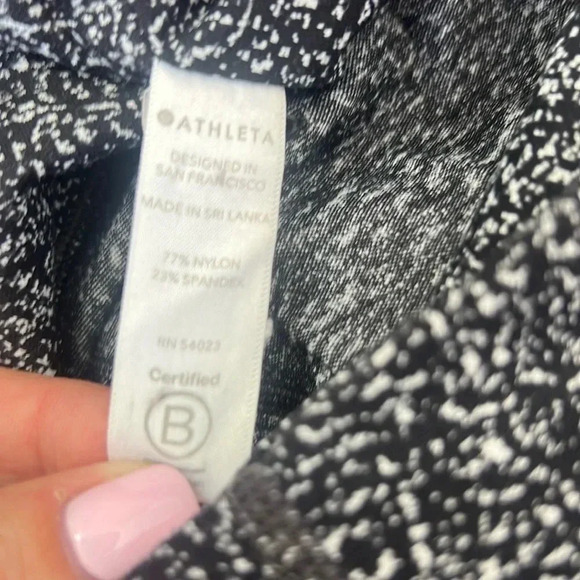 ATHLETA
DESIGNED IN
SAN FRANCISCO
MADE IN SRI LANKA
77% NYLON
23% SPANDEX
RN 54023
Certified
B